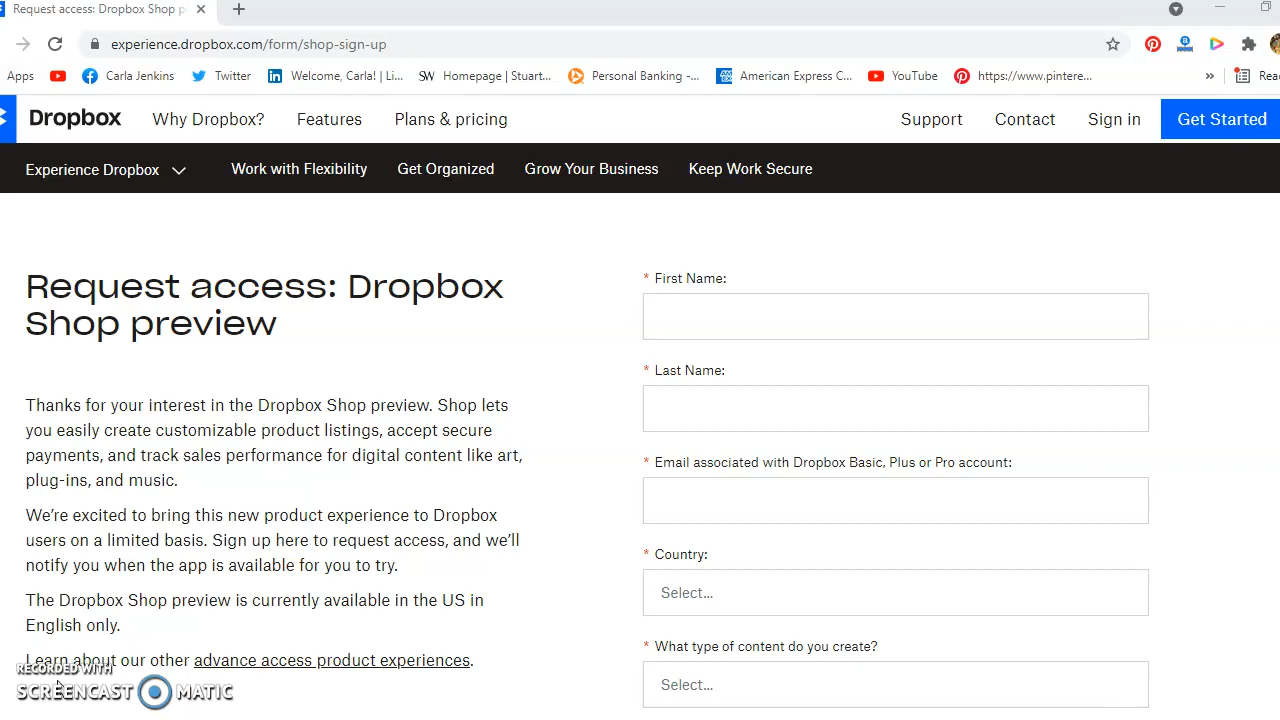 Request access: Dropbox Shop p
experience.dropbox.com/form/shop-sign-up
Apps Carla Jenkins Twitter Welcome, Carla! | Li... SW Homepage | Stuart... Personal Banking -... American Express C... YouTube https://www.pintere... » Rea
Dropbox Why Dropbox? Features Plans & pricing Support Contact Sign in Get Started
Experience Dropbox Work with Flexibility Get Organized Grow Your Business Keep Work Secure
Request access: Dropbox
Shop preview
Thanks for your interest in the Dropbox Shop preview. Shop lets
you easily create customizable product listings, accept secure
payments, and track sales performance for digital content like art,
plug-ins, and music.
We're excited to bring this new product experience to Dropbox
users on a limited basis. Sign up here to request access, and we'll
notify you when the app is available for you to try.
The Dropbox Shop preview is currently available in the US in
English only.
Learn about our other advance access product experiences.
* First Name:
* Last Name:
* Email associated with Dropbox Basic, Plus or Pro account:
* Country:
Select...
* What type of content do you create?
Select...
RECORDED WITH
SCREENCAST MATIC